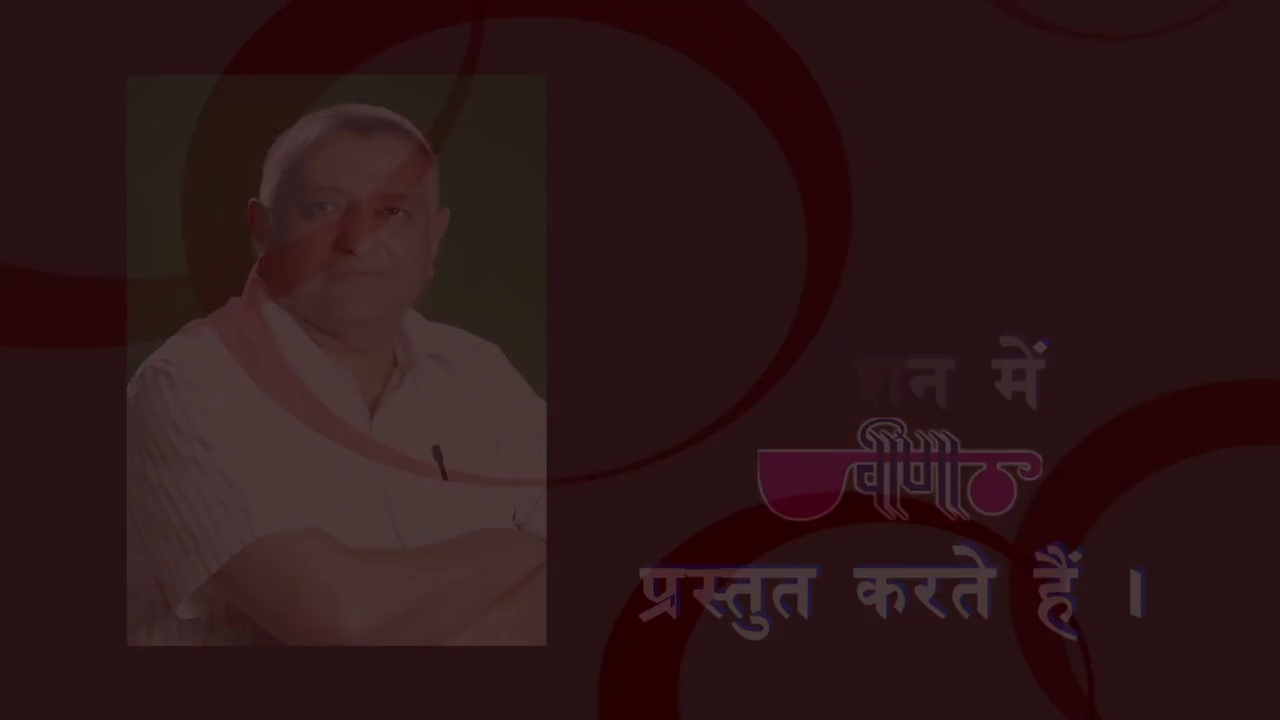 में
वीणा
प्रस्तुत करते हैं ।